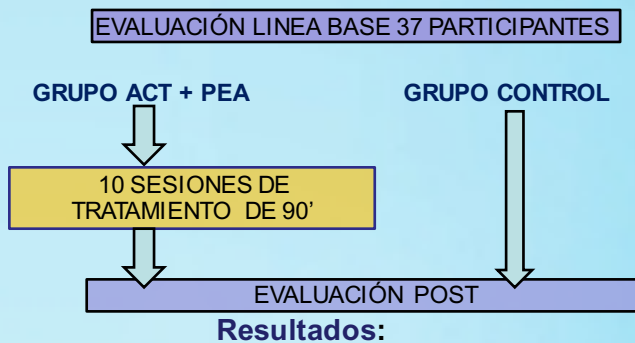 EVALUACIÓN LINEA BASE 37 PARTICIPANTES
GRUPO ACT + PEA
GRUPO CONTROL
10 SESIONES DE
TRATAMIENTO DE 90’
EVALUACIÓN POST
Resultados: